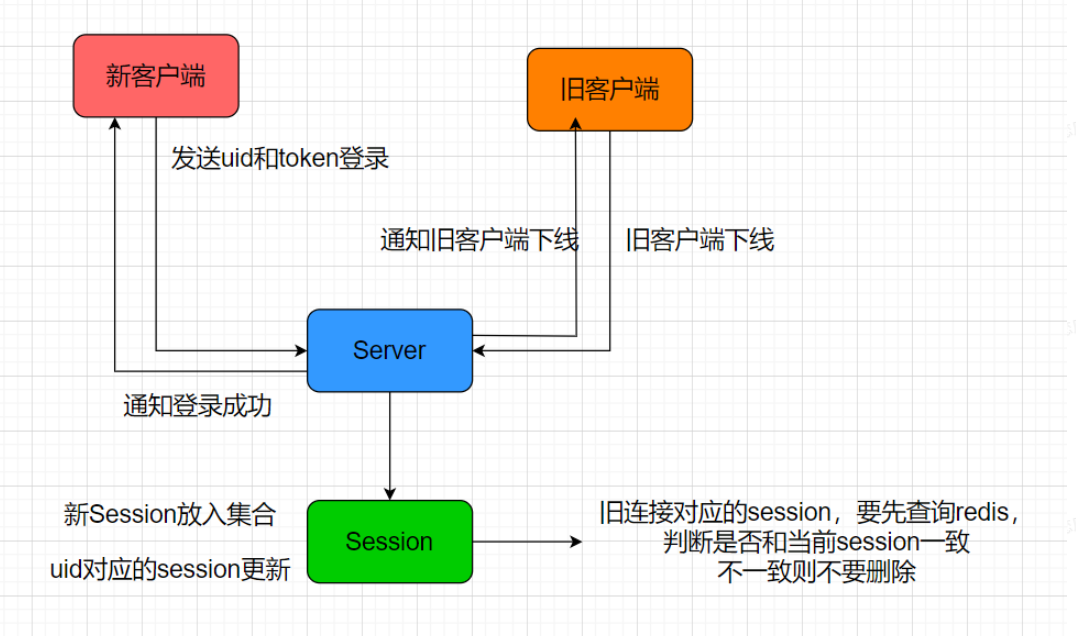 新客户端
旧客户端
发送uid和token登录
通知旧客户端下线
旧客户端下线
Server
通知登录成功
新Session放入集合
uid对应的session更新
Session
旧连接对应的session，要先查询redis，
判断是否和当前session一致
不一致则不要删除